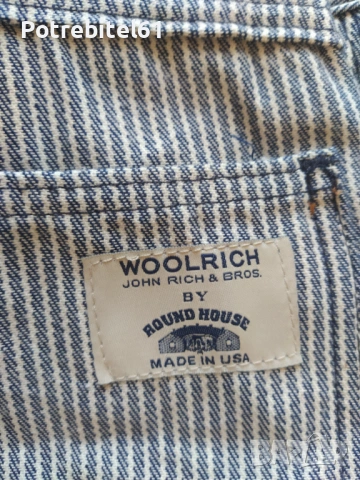 Potrebitel61
WOOLRICH
JOHN RICH & BROS.
BY
ROUND HOUSE
MADE IN USA